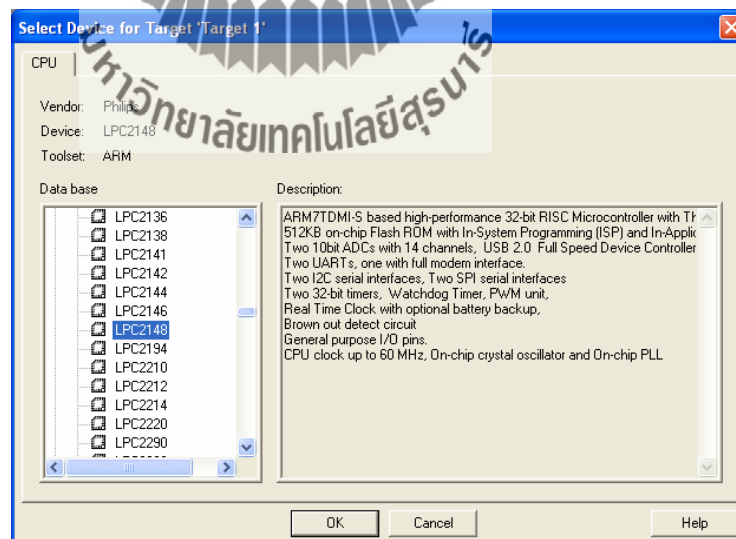 Select Device for Target 'Target 1'
CPU
Vendor: Philips
Device: LPC2148
Toolset: ARM
มหาวิทยาลัยเทคโนโลยีสุรนาร
Data base
LPC2136
LPC2138
LPC2141
LPC2142
LPC2144
LPC2146
LPC2148
LPC2194
LPC2210
LPC2212
LPC2214
LPC2220
LPC2290
Description:
ARM7TDMI-S based high-performance 32-bit RISC Microcontroller with Th
512KB on-chip Flash ROM with In-System Programming (ISP) and In-Applic
Two 10bit ADCs with 14 channels, USB 2.0 Full Speed Device Controller
Two UARTs, one with full modem interface.
Two I2C serial interfaces, Two SPI serial interfaces
Two 32-bit timers, Watchdog Timer, PWM unit,
Real Time Clock with optional battery backup,
Brown out detect circuit
General purpose I/O pins.
CPU clock up to 60 MHz, On-chip crystal oscillator and On-chip PLL
OK
Cancel
Help